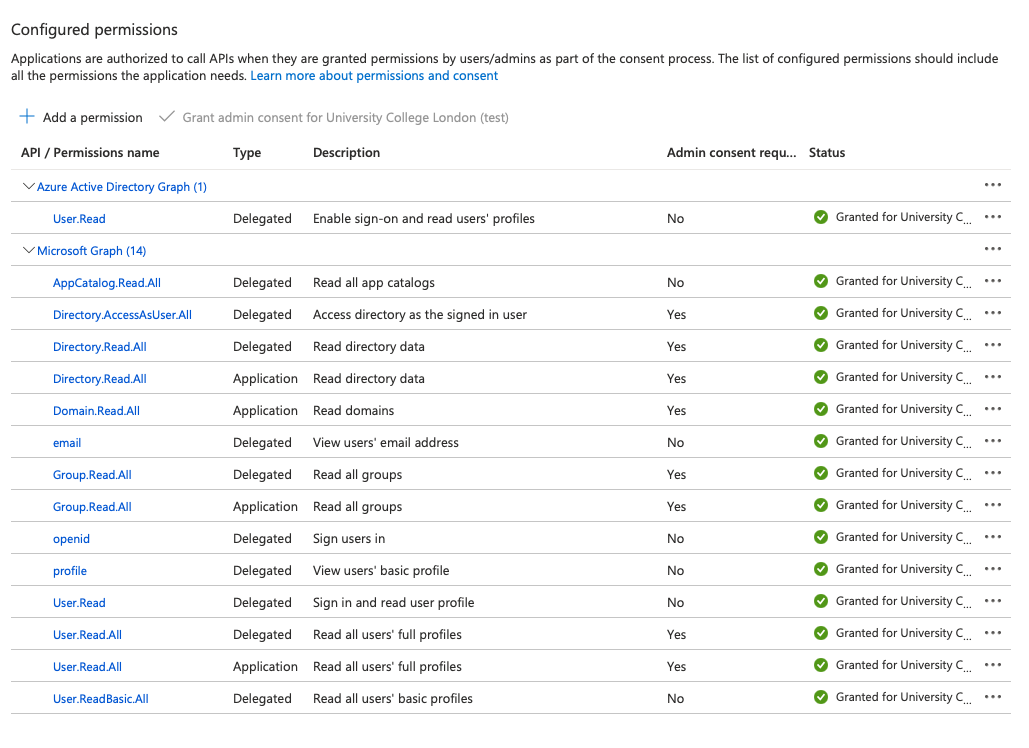 Configured permissions
Applications are authorized to call APIs when they are granted permissions by users/admins as part of the consent process. The list of configured permissions should include
all the permissions the application needs. Learn more about permissions and consent
Add a permission Grant admin consent for University College London (test)
API / Permissions name Type Description Admin consent requ... Status
Azure Active Directory Graph (1) ...
User.Read Delegated Enable sign-on and read users' profiles No Granted for University C... ...
Microsoft Graph (14) ...
AppCatalog.Read.All Delegated Read all app catalogs No Granted for University C... ...
Directory.AccessAsUser.All Delegated Access directory as the signed in user Yes Granted for University C... ...
Directory.Read.All Delegated Read directory data Yes Granted for University C... ...
Directory.Read.All Application Read directory data Yes Granted for University C... ...
Domain.Read.All Application Read domains Yes Granted for University C... ...
email Delegated View users' email address No Granted for University C... ...
Group.Read.All Delegated Read all groups Yes Granted for University C... ...
Group.Read.All Application Read all groups Yes Granted for University C... ...
openid Delegated Sign users in No Granted for University C... ...
profile Delegated View users' basic profile No Granted for University C... ...
User.Read Delegated Sign in and read user profile No Granted for University C... ...
User.Read.All Delegated Read all users' full profiles Yes Granted for University C... ...
User.Read.All Application Read all users' full profiles Yes Granted for University C... ...
User.ReadBasic.All Delegated Read all users' basic profiles No Granted for University C... ...